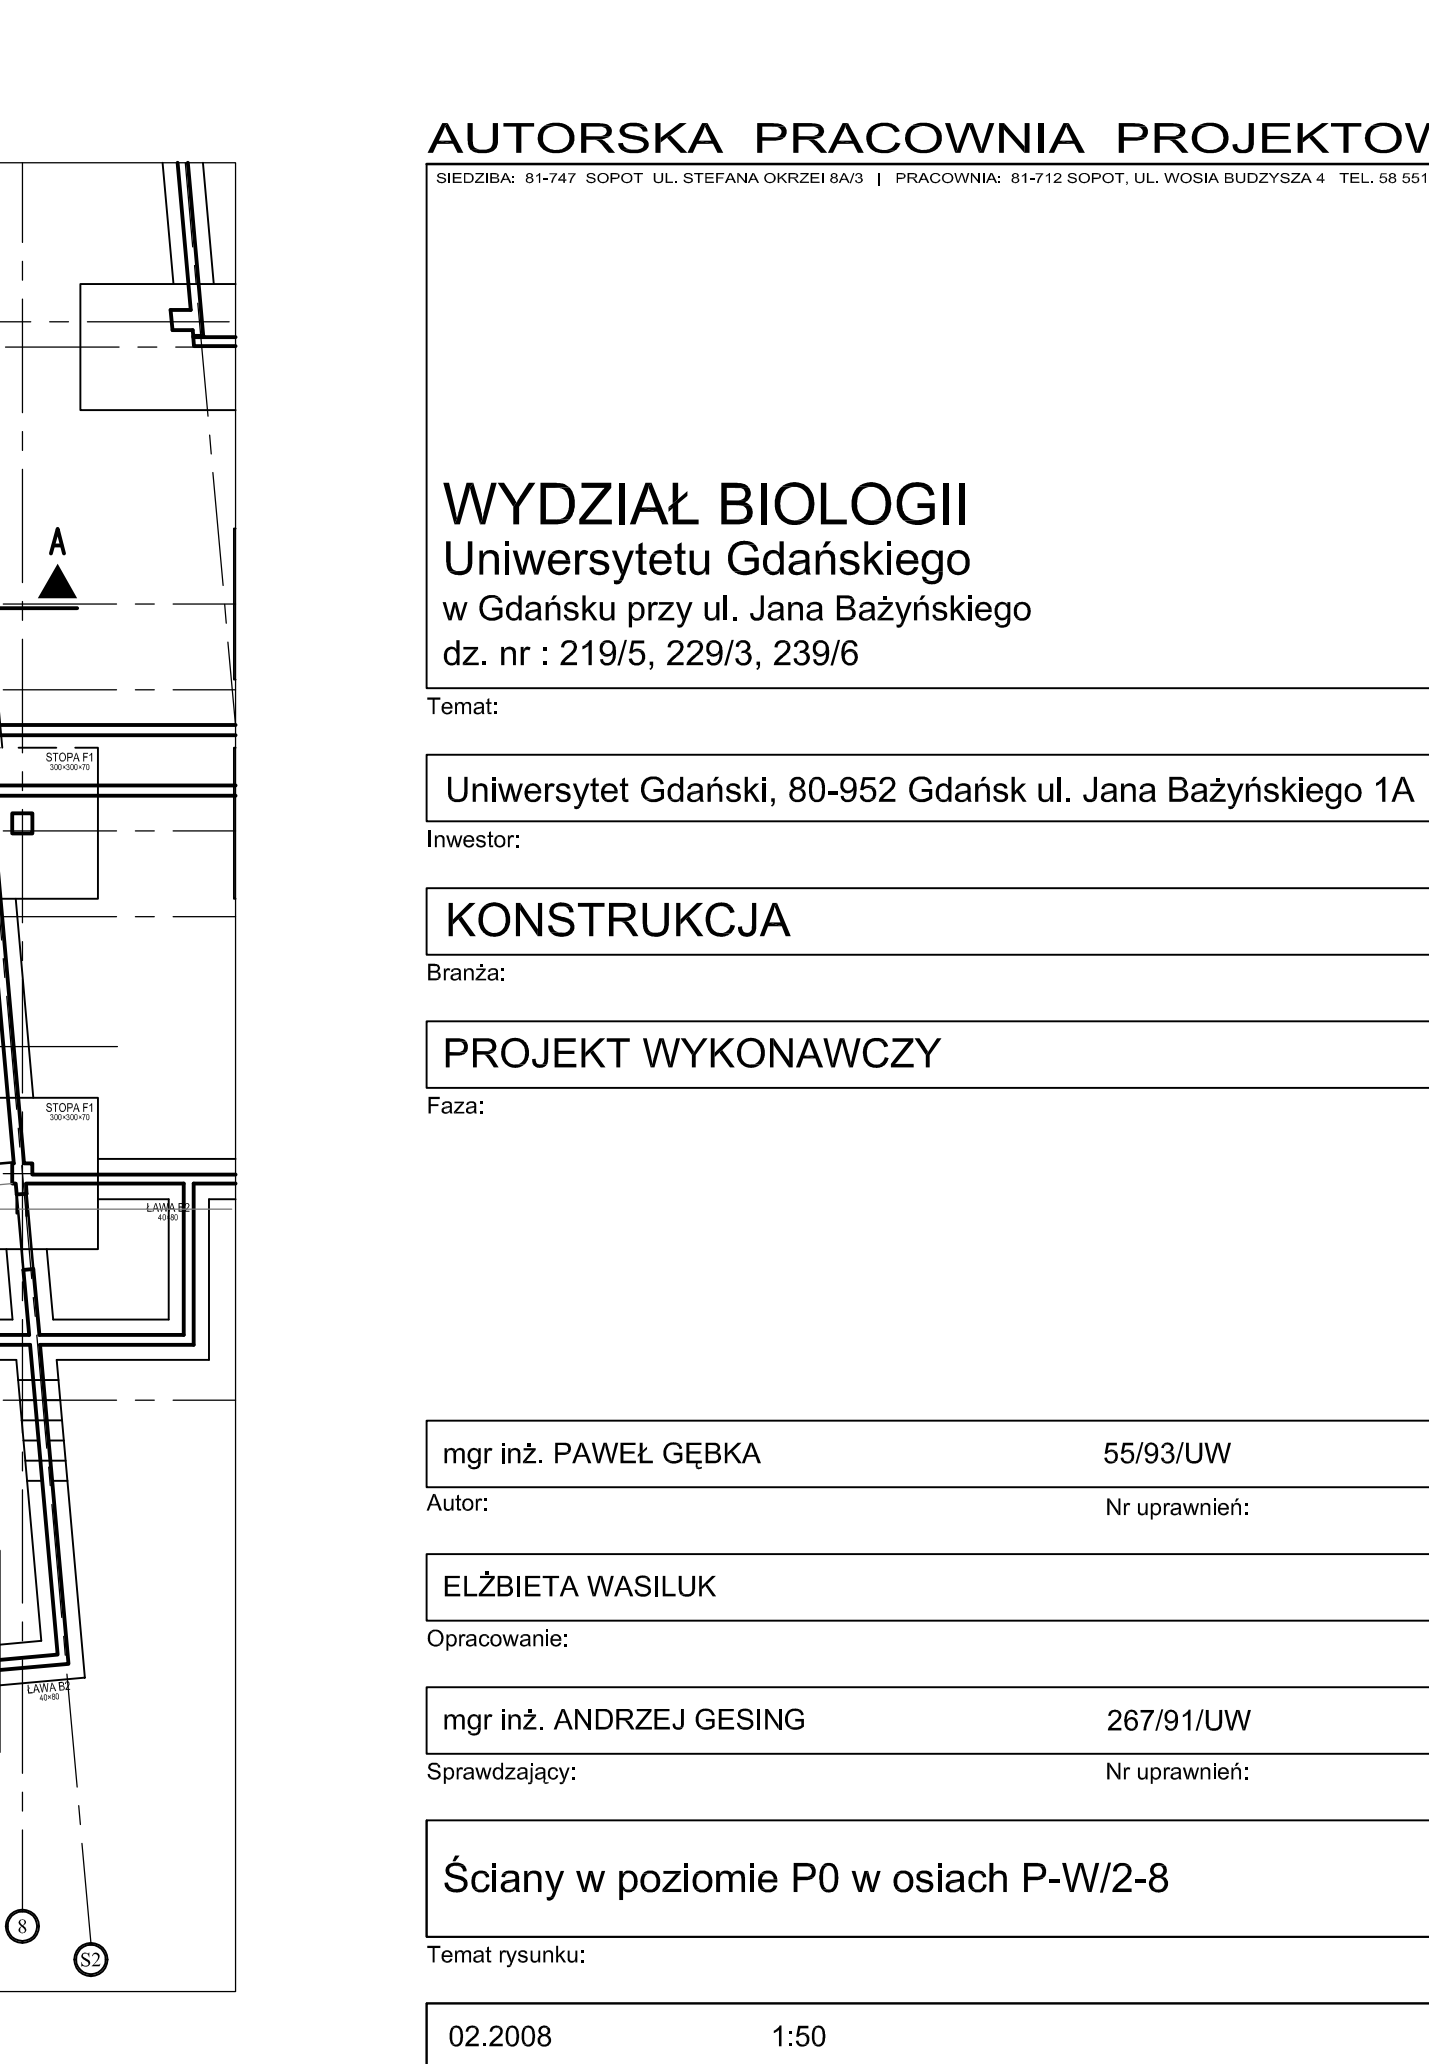 AUTORSKA PRACOWNIA
SIEDZIBA: 81-747 SOPOT UL. STEFANA OKRZEI 8A/3 | PRACOWNIA: 81-712 SOPOT, UL. WOSIA BUDZYSZA 4 TEL. 58 551
WYDZIAŁ BIOLOGII
Uniwersytetu Gdańskiego
w Gdańsku przy ul. Jana Bażyńskiego
dz. nr : 219/5, 229/3, 239/6
Temat:
Uniwersytet Gdański, 80-952 Gdańsk ul. Jana Bażyńskiego 1A
Inwestor:
KONSTRUKCJA
Branża:
PROJEKT WYKONAWCZY
Faza:
mgr inż. PAWEŁ GĘBKA 55/93/UW
Autor: Nr uprawnień:
ELŻBIETA WASILUK
Opracowanie:
mgr inż. ANDRZEJ GESING 267/91/UW
Sprawdzający: Nr uprawnień:
Ściany w poziomie P0 w osiach P-W/2-8
Temat rysunku:
02.2008 1:50
A
STOPA F1
300×300×70
STOPA F1
300×300×70
ŁAWA B2
40×80
ŁAWA B2
40×80
8
S2